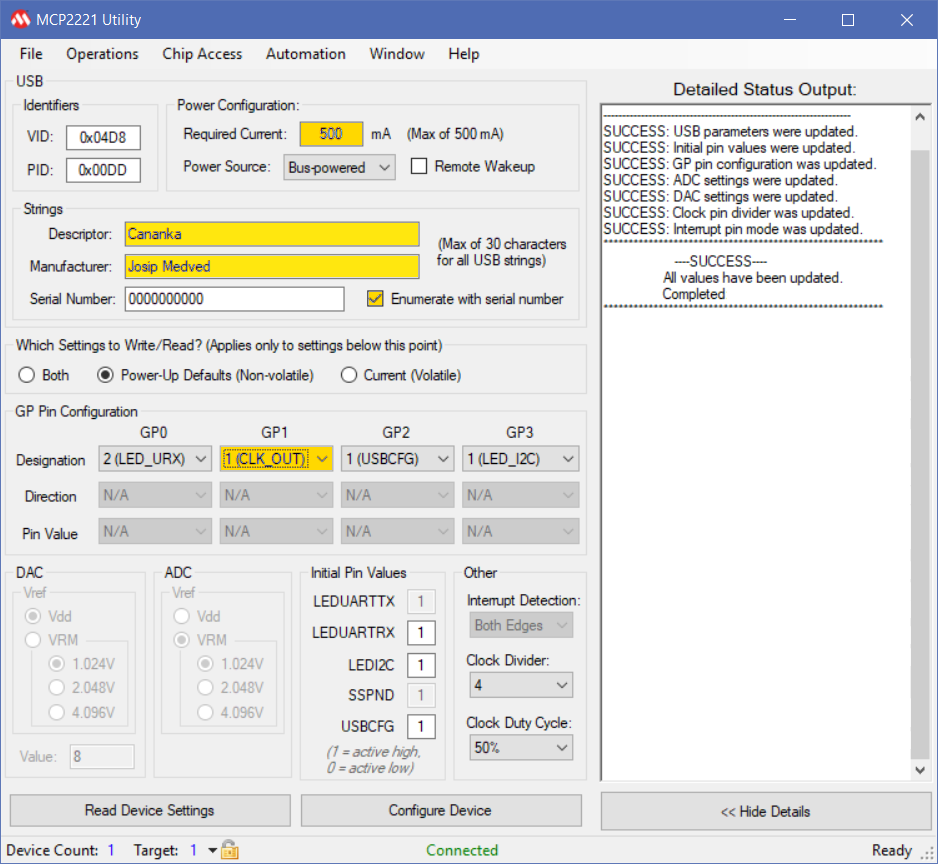 MCP2221 Utility
File Operations Chip Access Automation Window Help
USB
Identifiers
VID: 0x04D8
PID: 0x00DD
Power Configuration:
Required Current: 500 mA (Max of 500 mA)
Power Source: Bus-powered Remote Wakeup
Strings
Descriptor: Cananka
Manufacturer: Josip Medved
(Max of 30 characters
for all USB strings)
Serial Number: 0000000000 Enumerate with serial number
Which Settings to Write/Read? (Applies only to settings below this point)
Both Power-Up Defaults (Non-volatile) Current (Volatile)
GP Pin Configuration
GP0 GP1 GP2 GP3
Designation 2 (LED_URX) 1 (CLK_OUT) 1 (USBCFG) 1 (LED_I2C)
Direction N/A N/A N/A N/A
Pin Value N/A N/A N/A N/A
DAC
Vref
Vdd
VRM
1.024V
2.048V
4.096V
Value: 8
ADC
Vref
Vdd
VRM
1.024V
2.048V
4.096V
Initial Pin Values
LEDUARTTX 1
LEDUARTRX 1
LEDI2C 1
SSPND 1
USBCFG 1
(1 = active high,
0 = active low)
Other
Interrupt Detection:
Both Edges
Clock Divider:
4
Clock Duty Cycle:
50%
Read Device Settings Configure Device
Detailed Status Output:
--------------------------------------------------------------
SUCCESS: USB parameters were updated.
SUCCESS: Initial pin values were updated.
SUCCESS: GP pin configuration was updated.
SUCCESS: ADC settings were updated.
SUCCESS: DAC settings were updated.
SUCCESS: Clock pin divider was updated.
SUCCESS: Interrupt pin mode was updated.
**************************************************************
----SUCCESS----
All values have been updated.
Completed
**************************************************************
<< Hide Details
Device Count: 1 Target: 1 Connected Ready